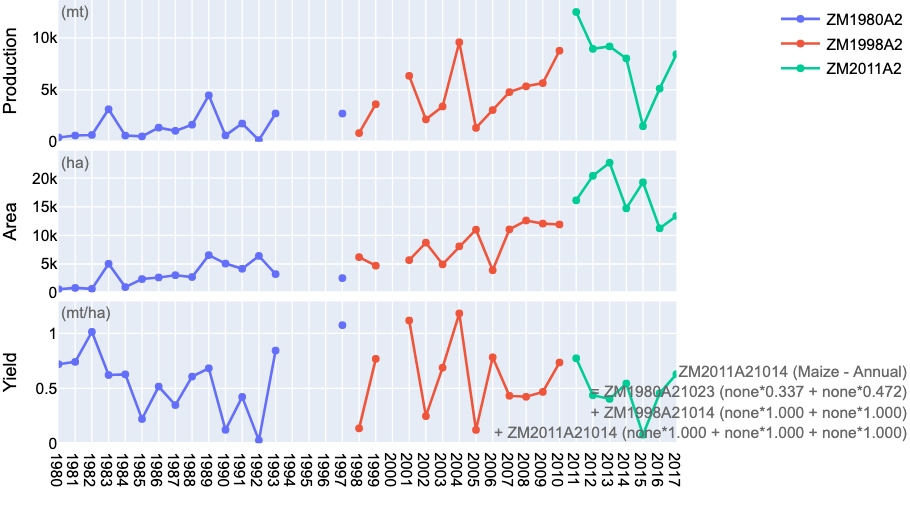 (mt)
Production
10k
5k
0
ZM1980A2
ZM1998A2
ZM2011A2
(ha)
Area
20k
15k
10k
5k
0
(mt/ha)
Yield
1
0.5
0
ZM2011A21014 (Maize - Annual)
= ZM1980A21023 (none*0.337 + none*0.472)
+ ZM1998A21014 (none*1.000 + none*1.000)
+ ZM2011A21014 (none*1.000 + none*1.000 + none*1.000)
1980
1981
1982
1983
1984
1985
1986
1987
1988
1989
1990
1991
1992
1993
1994
1995
1996
1997
1998
1999
2000
2001
2002
2003
2004
2005
2006
2007
2008
2009
2010
2011
2012
2013
2014
2015
2016
2017